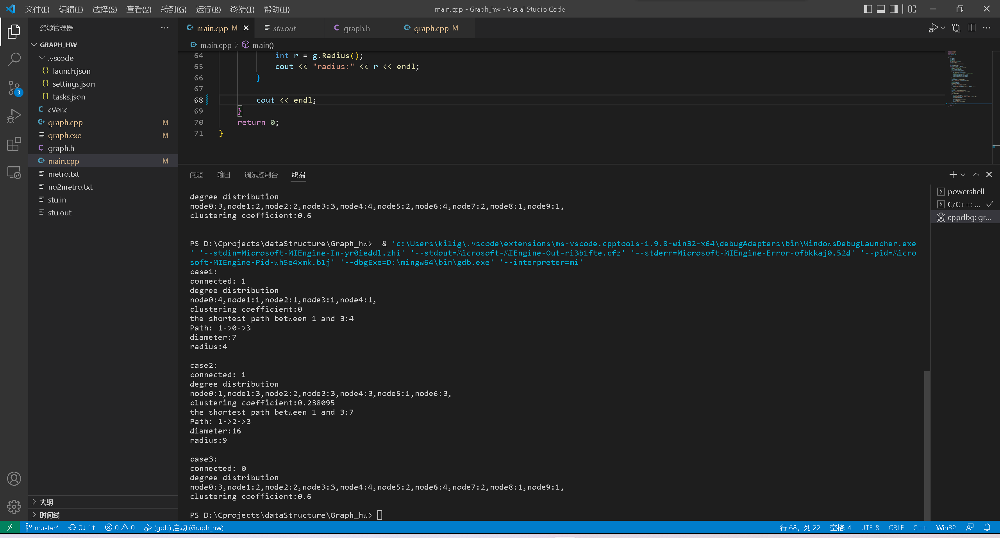 文件(F) 编辑(E) 选择(S) 查看(V) 转到(G) 运行(R) 终端(T) 帮助(H) main.cpp - Graph_hw - Visual Studio Code
资源管理器
GRAPH_HW
.vscode
launch.json
settings.json
tasks.json
cVer.c
graph.cpp M
graph.exe M
graph.h
main.cpp M
metro.txt
no2metro.txt
stu.in
stu.out
3
大纲
时间线
main.cpp M stu.out graph.h graph.cpp M
main.cpp > main()
64 int r = g.Radius();
65 cout << "radius:" << r << endl;
66 }
67
68 cout << endl;
69 }
70 return 0;
71 }
问题 输出 调试控制台 终端
degree distribution
node0:3,node1:2,node2:2,node3:3,node4:4,node5:2,node6:4,node7:2,node8:1,node9:1,
clustering coefficient:0.6
PS D:\Cprojects\dataStructure\Graph_hw>  & 'c:\Users\kilig\.vscode\extensions\ms-vscode.cpptools-1.9.8-win32-x64\debugAdapters\bin\WindowsDebugLauncher.exe
' '--stdin=Microsoft-MIEngine-In-yr0ieddl.zhi' '--stdout=Microsoft-MIEngine-Out-ri3b1fte.cfz' '--stderr=Microsoft-MIEngine-Error-ofbkkaj0.52d' '--pid=Micro
soft-MIEngine-Pid-wh5e4xmk.b1j' '--dbgExe=D:\mingw64\bin\gdb.exe' '--interpreter=mi'
case1:
connected: 1
degree distribution
node0:4,node1:1,node2:1,node3:1,node4:1,
clustering coefficient:0
the shortest path between 1 and 3:4
Path: 1->0->3
diameter:7
radius:4
case2:
connected: 1
degree distribution
node0:1,node1:3,node2:2,node3:3,node4:3,node5:1,node6:3,
clustering coefficient:0.238095
the shortest path between 1 and 3:7
Path: 1->2->3
diameter:16
radius:9
case3:
connected: 0
degree distribution
node0:3,node1:2,node2:2,node3:3,node4:4,node5:2,node6:4,node7:2,node8:1,node9:1,
clustering coefficient:0.6
PS D:\Cprojects\dataStructure\Graph_hw>
powershell
C/C++: ...
cppdbg: gr...
master* 0↓ 1↑ 0 0 (gdb) 启动 (Graph_hw) 行 68，列 22 空格: 4 UTF-8 CRLF C++ Win32